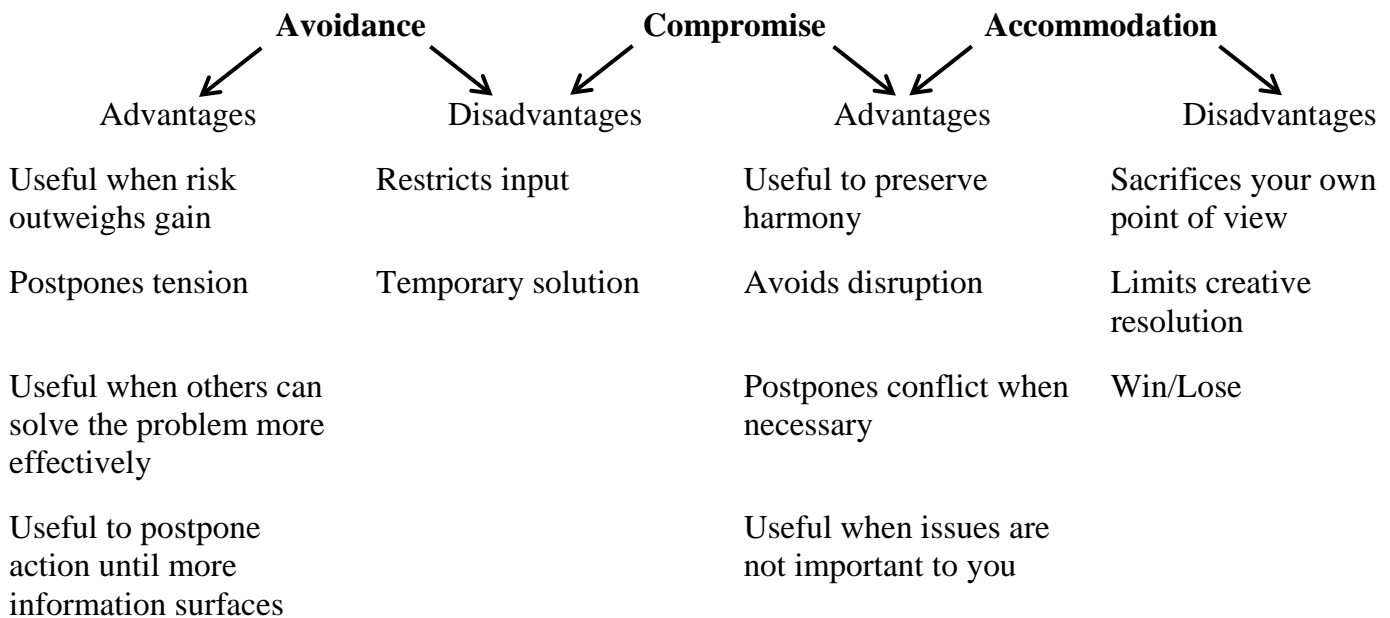 Avoidance Compromise Accommodation
Advantages Disadvantages Advantages Disadvantages
Useful when risk outweighs gain
Restricts input
Useful to preserve harmony
Sacrifices your own point of view
Postpones tension
Temporary solution
Avoids disruption
Limits creative resolution
Useful when others can solve the problem more effectively
Postpones conflict when necessary
Win/Lose
Useful to postpone action until more information surfaces
Useful when issues are not important to you